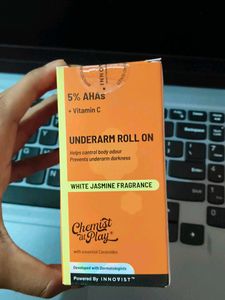 5% AHAs
+ Vitamin C
UNDERARM ROLL ON
Helps control body odour
Prevents underarm darkness
WHITE JASMINE FRAGRANCE
Chemist
at Play
with essential Ceramides
Developed with Dermatologists
Powered By INNOVIST